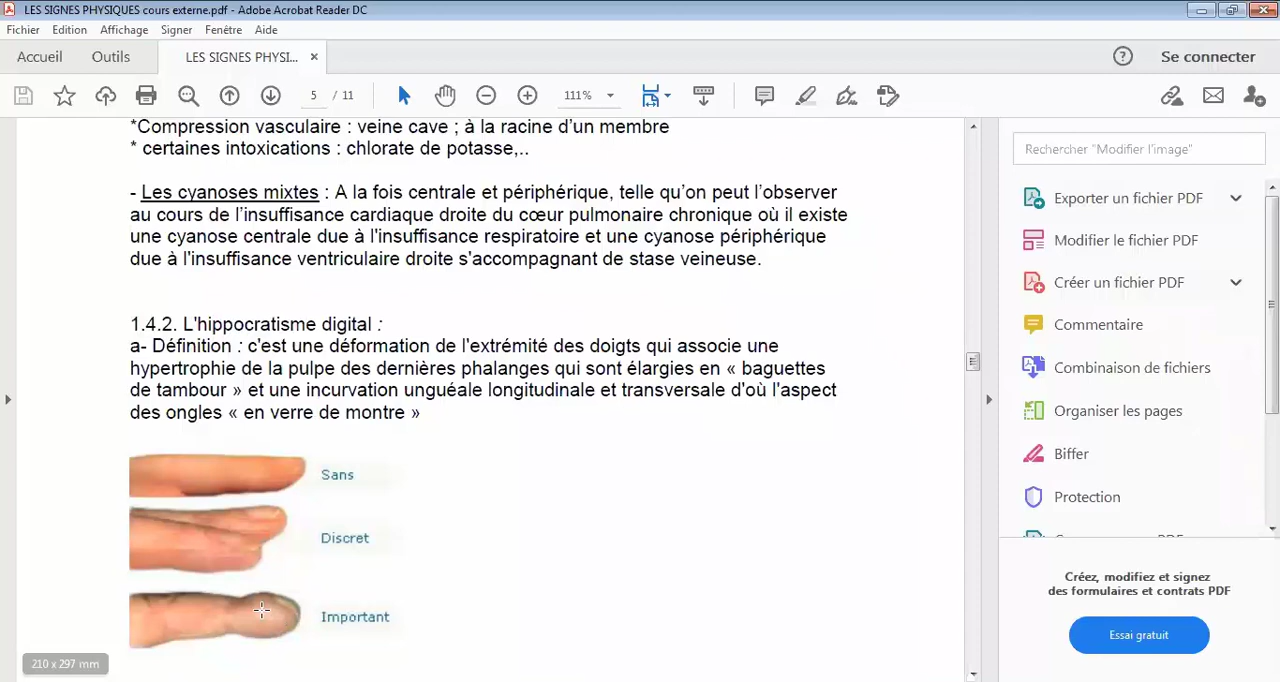 LES SIGNES PHYSIQUES cours externe.pdf - Adobe Acrobat Reader DC
Fichier Edition Affichage Signer Fenêtre Aide
Accueil Outils LES SIGNES PHYSI... × Se connecter
5 / 11 111%
*Compression vasculaire : veine cave ; à la racine d'un membre
* certaines intoxications : chlorate de potasse,..
- Les cyanoses mixtes : A la fois centrale et périphérique, telle qu'on peut l'observer
au cours de l'insuffisance cardiaque droite du cœur pulmonaire chronique où il existe
une cyanose centrale due à l'insuffisance respiratoire et une cyanose périphérique
due à l'insuffisance ventriculaire droite s'accompagnant de stase veineuse.
1.4.2. L'hippocratisme digital :
a- Définition : c'est une déformation de l'extrémité des doigts qui associe une
hypertrophie de la pulpe des dernières phalanges qui sont élargies en « baguettes
de tambour » et une incurvation unguéale longitudinale et transversale d'où l'aspect
des ongles « en verre de montre »
Sans
Discret
Important
210 x 297 mm
Rechercher "Modifier l'image"
Exporter un fichier PDF
Modifier le fichier PDF
Créer un fichier PDF
Commentaire
Combinaison de fichiers
Organiser les pages
Biffer
Protection
Créez, modifiez et signez
des formulaires et contrats PDF
Essai gratuit